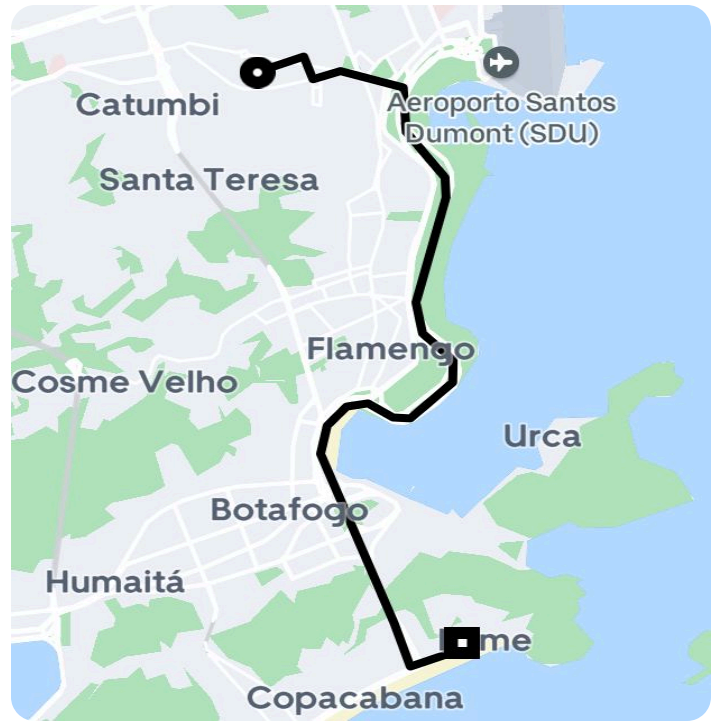 Catumbi
Aeroporto Santos
Dumont (SDU)
Santa Teresa
Flamengo
Cosme Velho
Urca
Botafogo
Humaitá
Copacabana